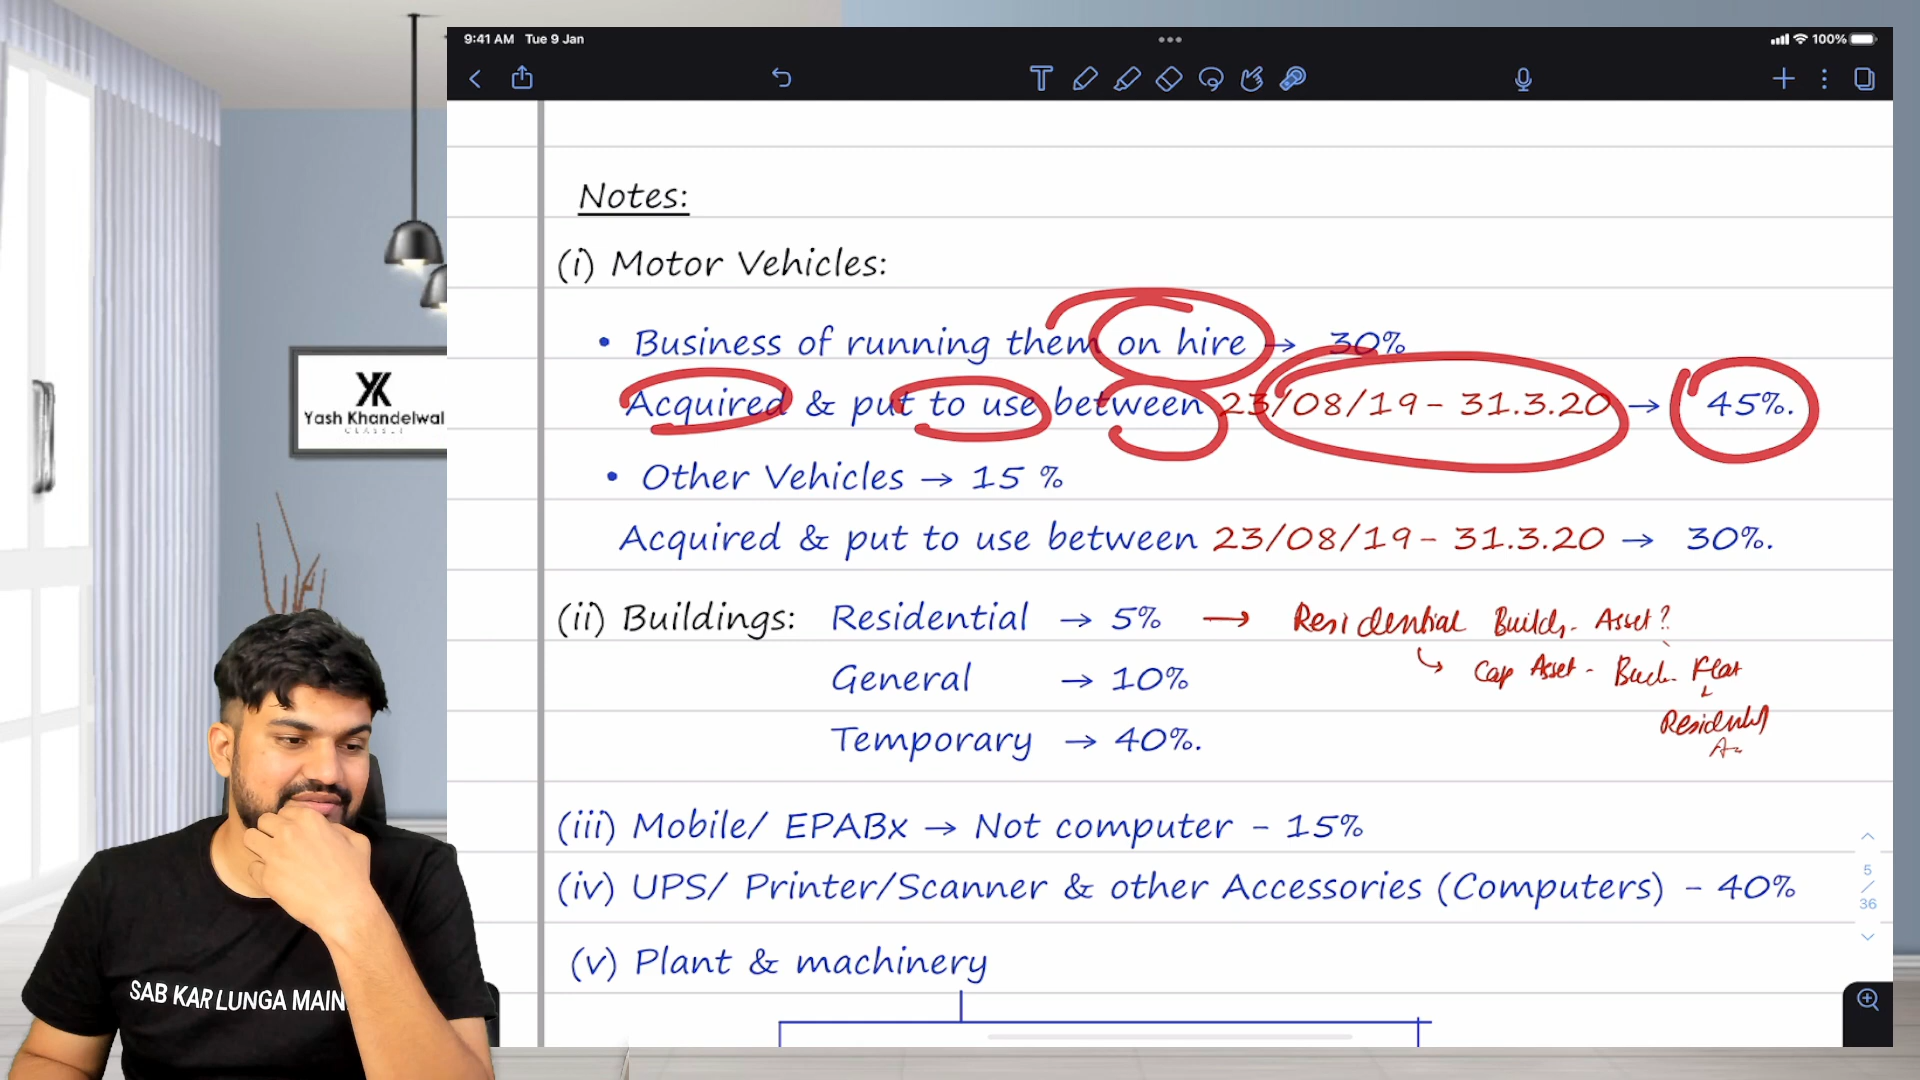 9:41 AM Tue 9 Jan
100%
Notes:
(i) Motor Vehicles:
• Business of running them on hire → 30%
Acquired & put to use between 23/08/19 - 31.3.20 → 45%.
• Other Vehicles → 15 %
Acquired & put to use between 23/08/19 - 31.3.20 → 30%.
(ii) Buildings: Residential → 5% → Residential Buildg. Asset?
Cap Asset - Flat
General → 10%
Temporary → 40%.
(iii) Mobile/ EPABx → Not computer - 15%
(iv) UPS/ Printer/Scanner & other Accessories (Computers) - 40%
(v) Plant & machinery
5
/
36
YK
Yash Khandelwal
CLASSES
SAB KAR LUNGA MAIN